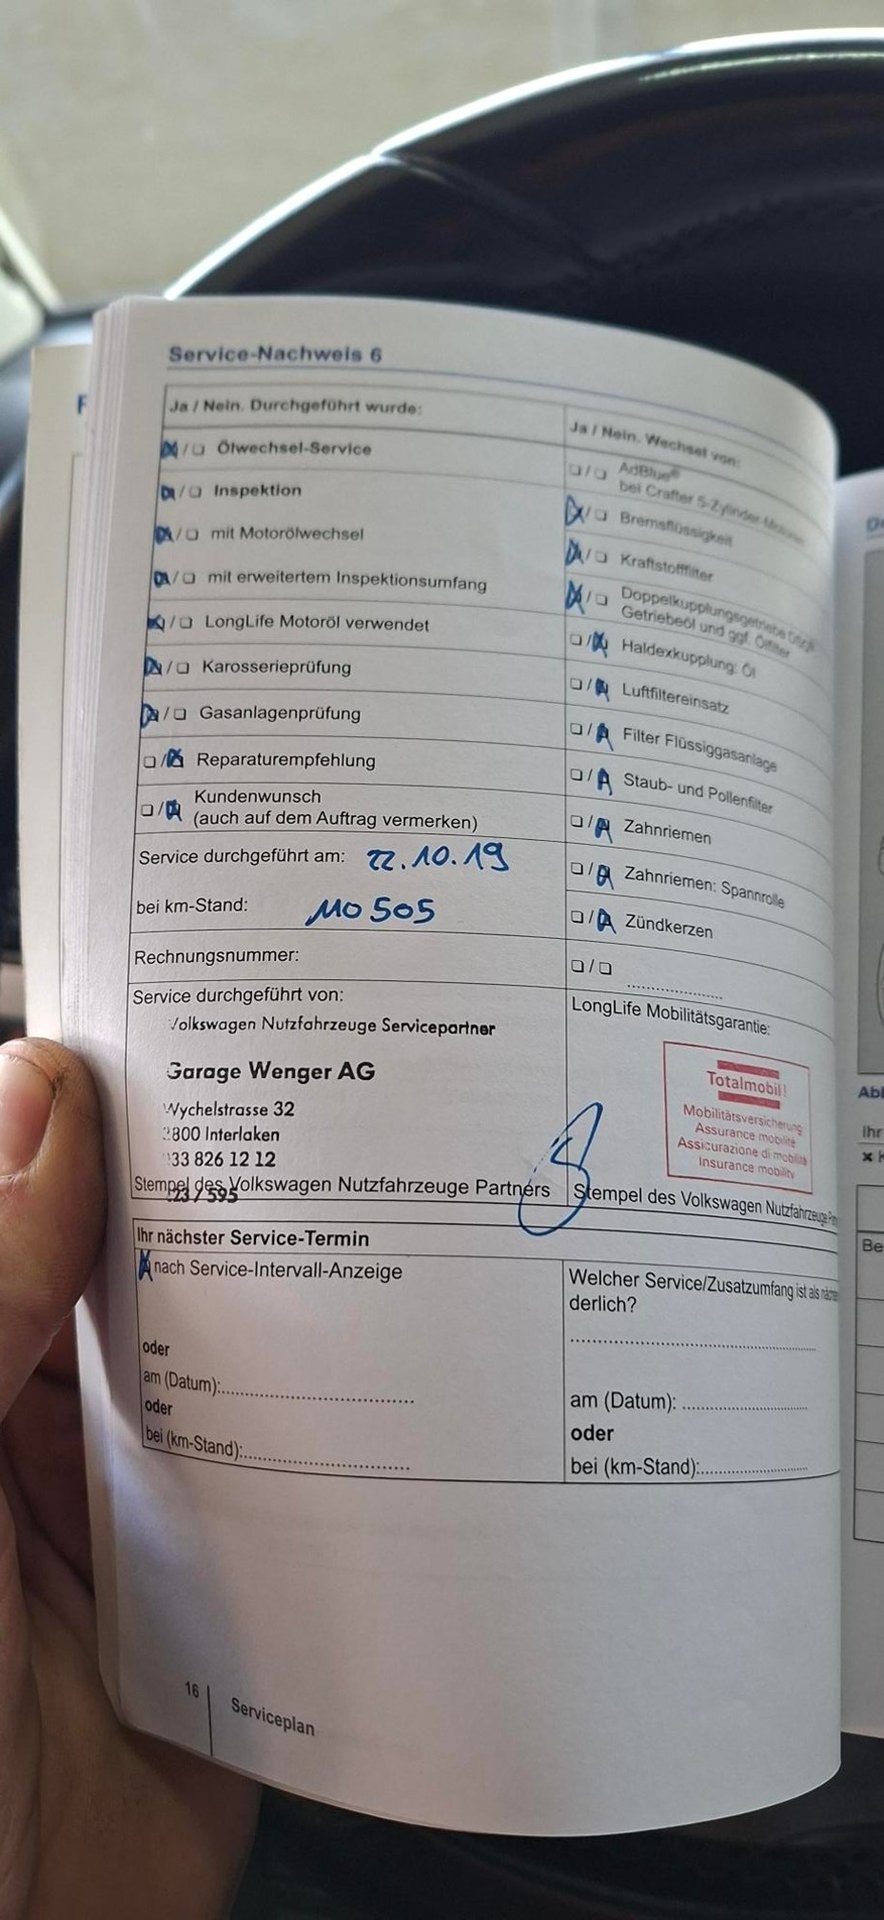 Service-Nachweis 6
Ja / Nein. Durchgeführt wurde:
Ölwechsel-Service
Inspektion
mit Motorölwechsel
mit erweitertem Inspektionsumfang
LongLife Motoröl verwendet
Karosserieprüfung
Gasanlagenprüfung
Reparaturempfehlung
Kundenwunsch
(auch auf dem Auftrag vermerken)
Service durchgeführt am: 22.10.19
bei km-Stand: 110 505
Rechnungsnummer:
Service durchgeführt von:
Volkswagen Nutzfahrzeuge Servicepartner
Garage Wenger AG
Wychelstrasse 32
3800 Interlaken
33 826 12 12
23 / 595
Stempel des Volkswagen Nutzfahrzeuge Partners
Ja / Nein. Wechsel von:
AdBlue®
bei Crafter 5-Zylinder-Motoren
Bremsflüssigkeit
Kraftstofffilter
Doppelkupplungsgetriebe
Getriebeöl und ggf. Ölfilter
Haldexkupplung: Öl
Luftfiltereinsatz
Filter Flüssiggasanlage
Staub- und Pollenfilter
Zahnriemen
Zahnriemen: Spannrolle
Zündkerzen
LongLife Mobilitätsgarantie:
Totalmobil!
Mobilitätsversicherung
Assurance mobilité
Assicurazione di mobilità
Insurance mobility
Stempel des Volkswagen Nutzfahrzeuge
Ihr nächster Service-Termin
nach Service-Intervall-Anzeige
oder
am (Datum):
oder
bei (km-Stand):
Welcher Service/Zusatzumfang ist als
derlich?
am (Datum):
oder
bei (km-Stand):
16
Serviceplan
Ihr
Be